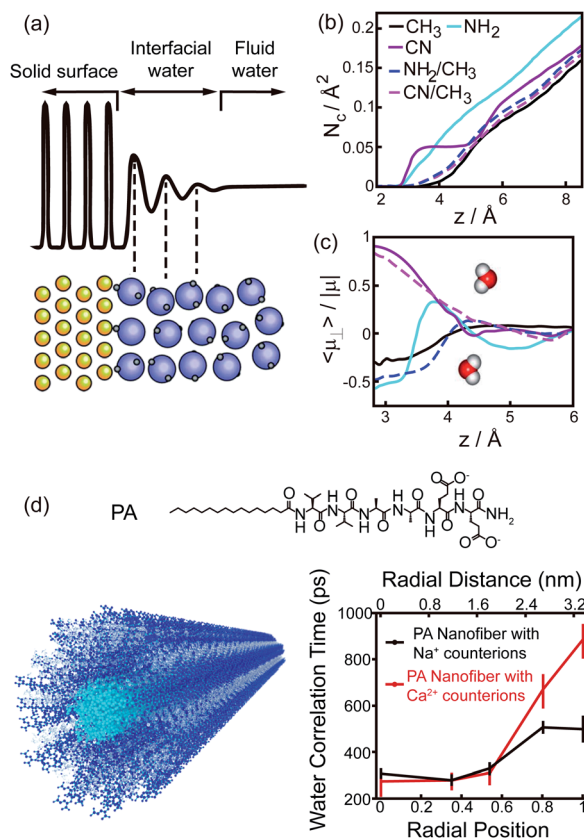 (a)
Solid surface
Interfacial
water
Fluid
water
(b)
CH₃
NH₂
CN
NH₂/CH₃
CN/CH₃
N_c / Å²
0.2
0.15
0.1
0.05
0
2
4
6
8
z / Å
(c)
<μ⊥> / |μ|
1
0.5
0
-0.5
3
4
5
6
z / Å
(d)
PA
O
H
N
O
N
H
O
H
N
O
N
H
O
H
N
O
N
H
O
NH₂
O
O⁻
O
O⁻
Radial Distance (nm)
0
0.6
1.2
1.8
2.4
3.2
Water Correlation Time (ps)
1000
800
600
400
200
PA Nanofiber with
Na⁺ counterions
PA Nanofiber with
Ca²⁺ counterions
0
0.2
0.4
0.6
0.8
1
Radial Position